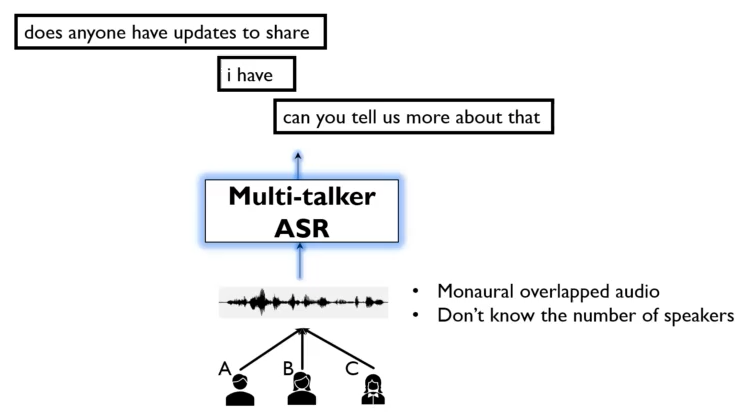 does anyone have updates to share
i have
can you tell us more about that
Multi-talker
ASR
• Monaural overlapped audio
• Don't know the number of speakers
A B C